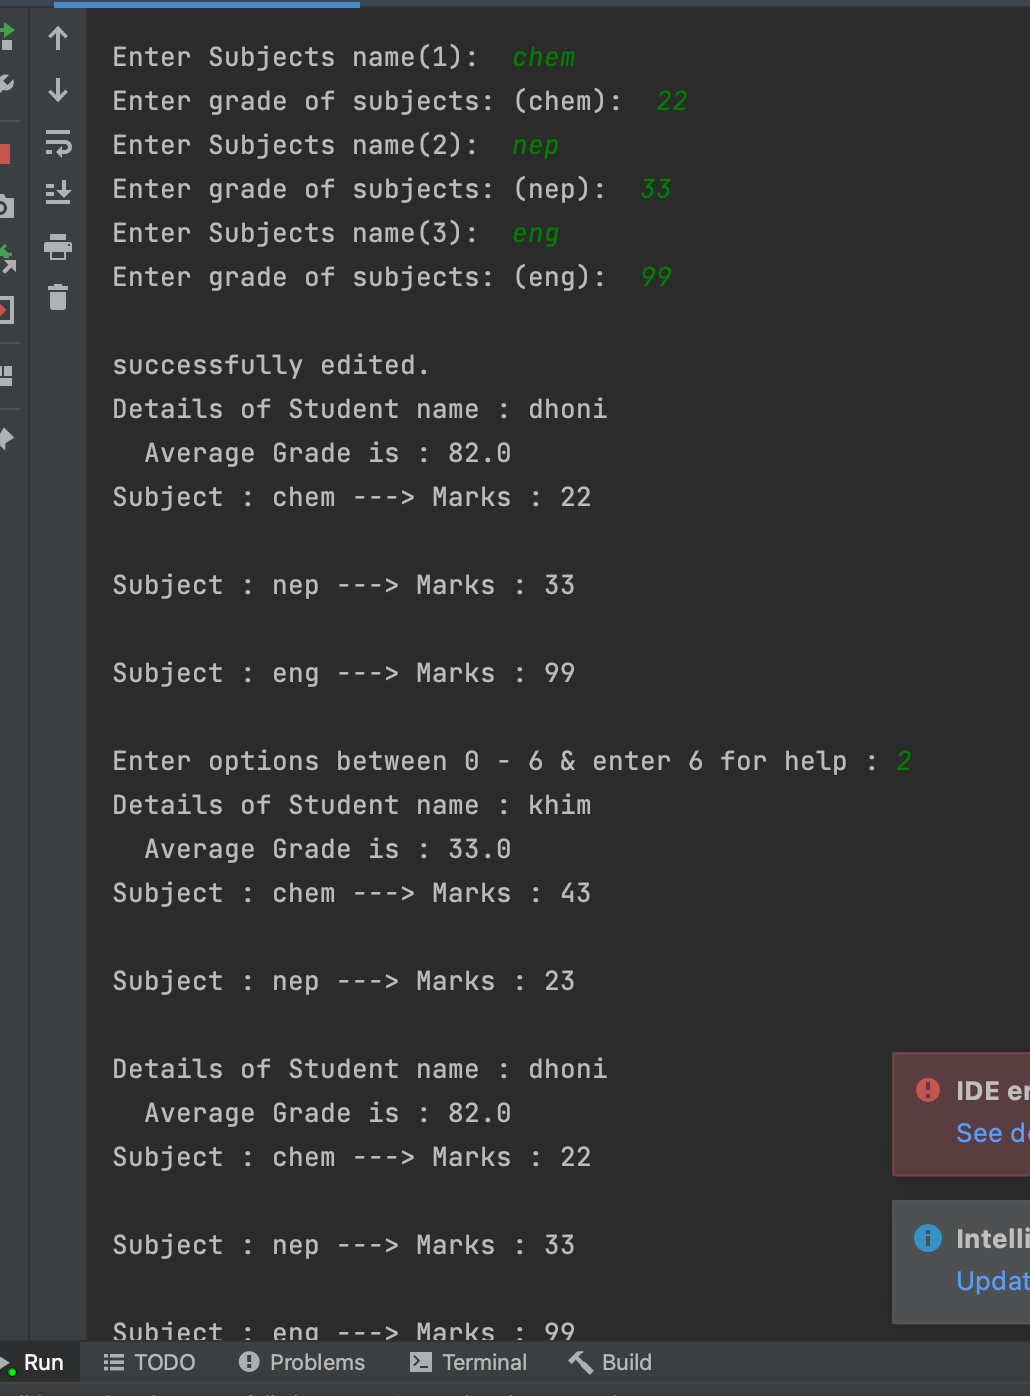 Enter Subjects name(1):  chem
Enter grade of subjects: (chem):  22
Enter Subjects name(2):  nep
Enter grade of subjects: (nep):  33
Enter Subjects name(3):  eng
Enter grade of subjects: (eng):  99
successfully edited.
Details of Student name : dhoni
  Average Grade is : 82.0
Subject : chem ---> Marks : 22
Subject : nep ---> Marks : 33
Subject : eng ---> Marks : 99
Enter options between 0 - 6 & enter 6 for help : 2
Details of Student name : khim
  Average Grade is : 33.0
Subject : chem ---> Marks : 43
Subject : nep ---> Marks : 23
Details of Student name : dhoni
  Average Grade is : 82.0
Subject : chem ---> Marks : 22
Subject : nep ---> Marks : 33
Subject : eng ---> Marks : 99
IDE er
See de
Intelli
Updat
Run TODO Problems Terminal Build